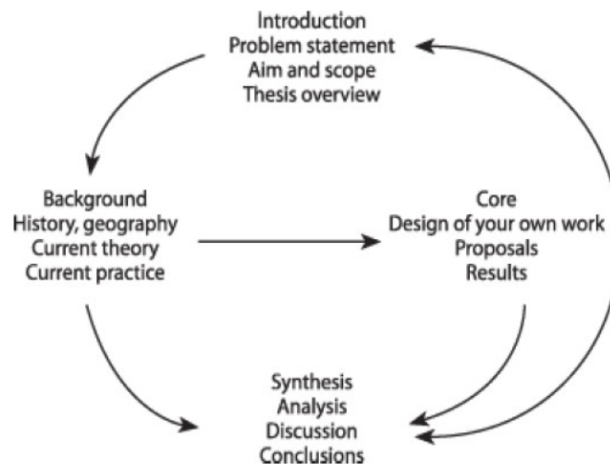 Introduction
Problem statement
Aim and scope
Thesis overview
Background
History, geography
Current theory
Current practice
Core
Design of your own work
Proposals
Results
Synthesis
Analysis
Discussion
Conclusions